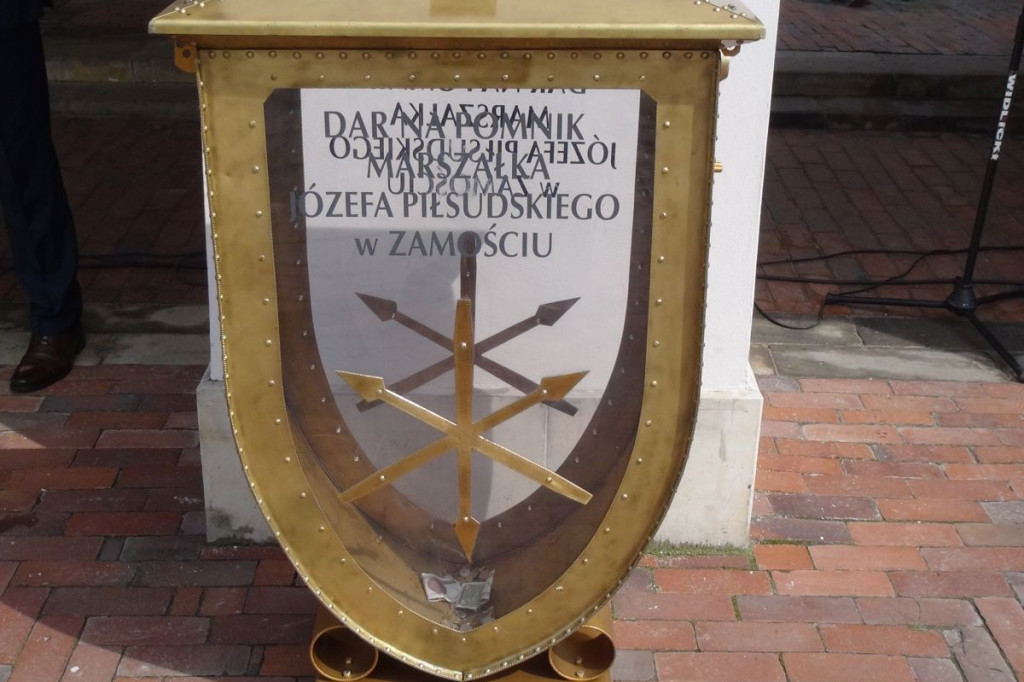 DAR NA POMNIK
MARSZAŁKA
JÓZEFA PIŁSUDSKIEGO
w ZAMOŚCIU
WIDLICKI